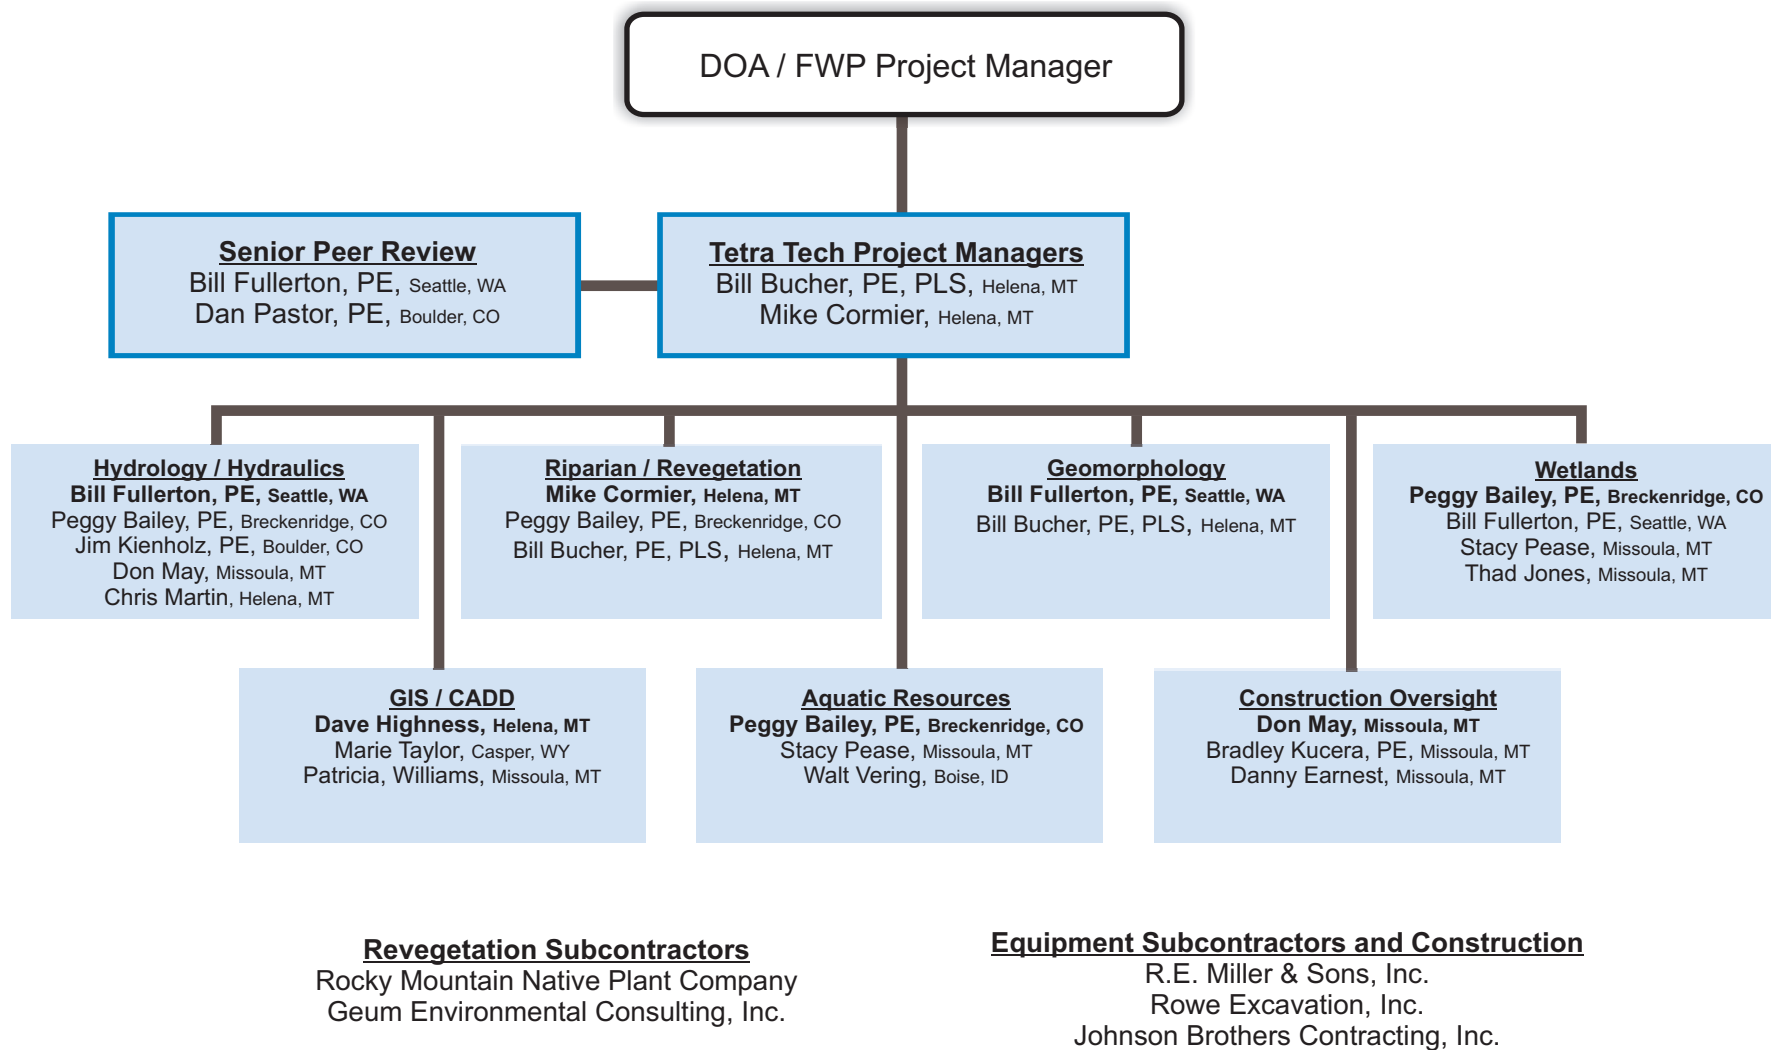 DOA / FWP Project Manager
Senior Peer Review
Bill Fullerton, PE, Seattle, WA
Dan Pastor, PE, Boulder, CO
Tetra Tech Project Managers
Bill Bucher, PE, PLS, Helena, MT
Mike Cormier, Helena, MT
Hydrology / Hydraulics
Bill Fullerton, PE, Seattle, WA
Peggy Bailey, PE, Breckenridge, CO
Jim Kienholz, PE, Boulder, CO
Don May, Missoula, MT
Chris Martin, Helena, MT
Riparian / Revegetation
Mike Cormier, Helena, MT
Peggy Bailey, PE, Breckenridge, CO
Bill Bucher, PE, PLS, Helena, MT
Geomorphology
Bill Fullerton, PE, Seattle, WA
Bill Bucher, PE, PLS, Helena, MT
Wetlands
Peggy Bailey, PE, Breckenridge, CO
Bill Fullerton, PE, Seattle, WA
Stacy Pease, Missoula, MT
Thad Jones, Missoula, MT
GIS / CADD
Dave Highness, Helena, MT
Marie Taylor, Casper, WY
Patricia, Williams, Missoula, MT
Aquatic Resources
Peggy Bailey, PE, Breckenridge, CO
Stacy Pease, Missoula, MT
Walt Vering, Boise, ID
Construction Oversight
Don May, Missoula, MT
Bradley Kucera, PE, Missoula, MT
Danny Earnest, Missoula, MT
Revegetation Subcontractors
Rocky Mountain Native Plant Company
Geum Environmental Consulting, Inc.
Equipment Subcontractors and Construction
R.E. Miller & Sons, Inc.
Rowe Excavation, Inc.
Johnson Brothers Contracting, Inc.